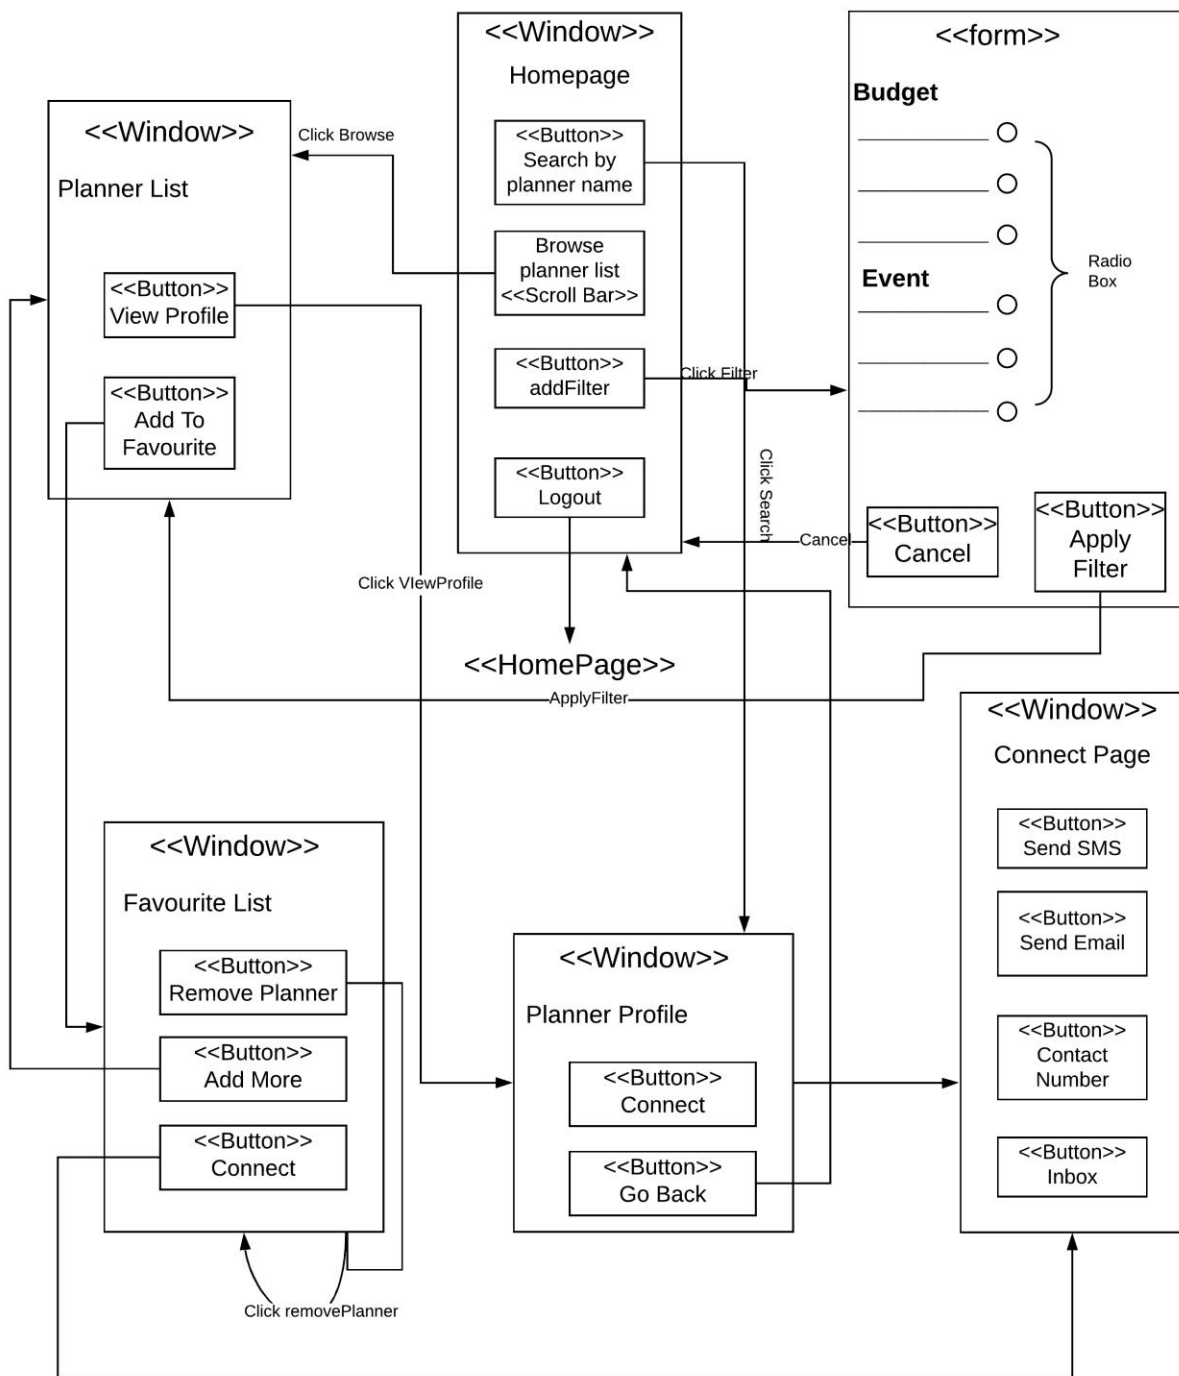 <<Window>>
Homepage
<<Button>>
Search by
planner name
Browse
planner list
<<Scroll Bar>>
<<Button>>
addFilter
<<Button>>
Logout
<<HomePage>>
<<form>>
Budget
Event
Radio
Box
<<Button>>
Cancel
<<Button>>
Apply
Filter
<<Window>>
Planner List
<<Button>>
View Profile
<<Button>>
Add To
Favourite
Click Browse
Click Filter
Click Search
Cancel
Click VIewProfile
ApplyFilter
<<Window>>
Favourite List
<<Button>>
Remove Planner
<<Button>>
Add More
<<Button>>
Connect
Click removePlanner
<<Window>>
Planner Profile
<<Button>>
Connect
<<Button>>
Go Back
<<Window>>
Connect Page
<<Button>>
Send SMS
<<Button>>
Send Email
<<Button>>
Contact
Number
<<Button>>
Inbox